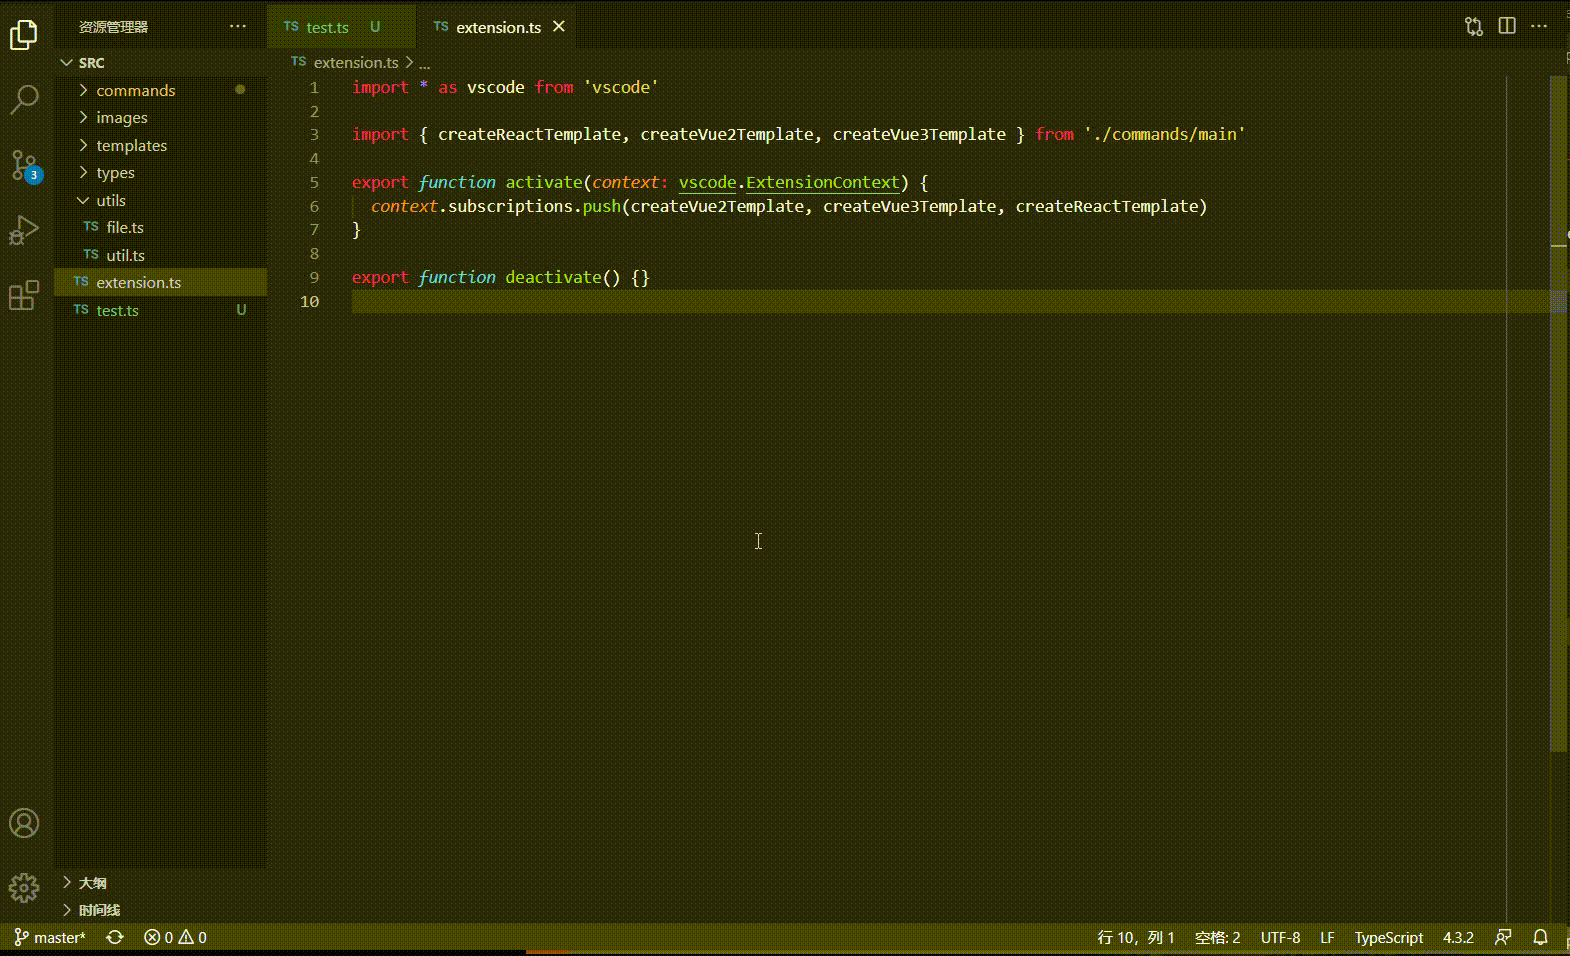 资源管理器
SRC
commands
images
templates
types
utils
TS file.ts
TS util.ts
TS extension.ts
TS test.ts U
大纲
时间线
TS test.ts U
TS extension.ts
TS extension.ts > ...
1 import * as vscode from 'vscode'
2
3 import { createReactTemplate, createVue2Template, createVue3Template } from './commands/main'
4
5 export function activate(context: vscode.ExtensionContext) {
6 context.subscriptions.push(createVue2Template, createVue3Template, createReactTemplate)
7 }
8
9 export function deactivate() {}
10
3
master* 0 0 行 10，列 1 空格: 2 UTF-8 LF TypeScript 4.3.2